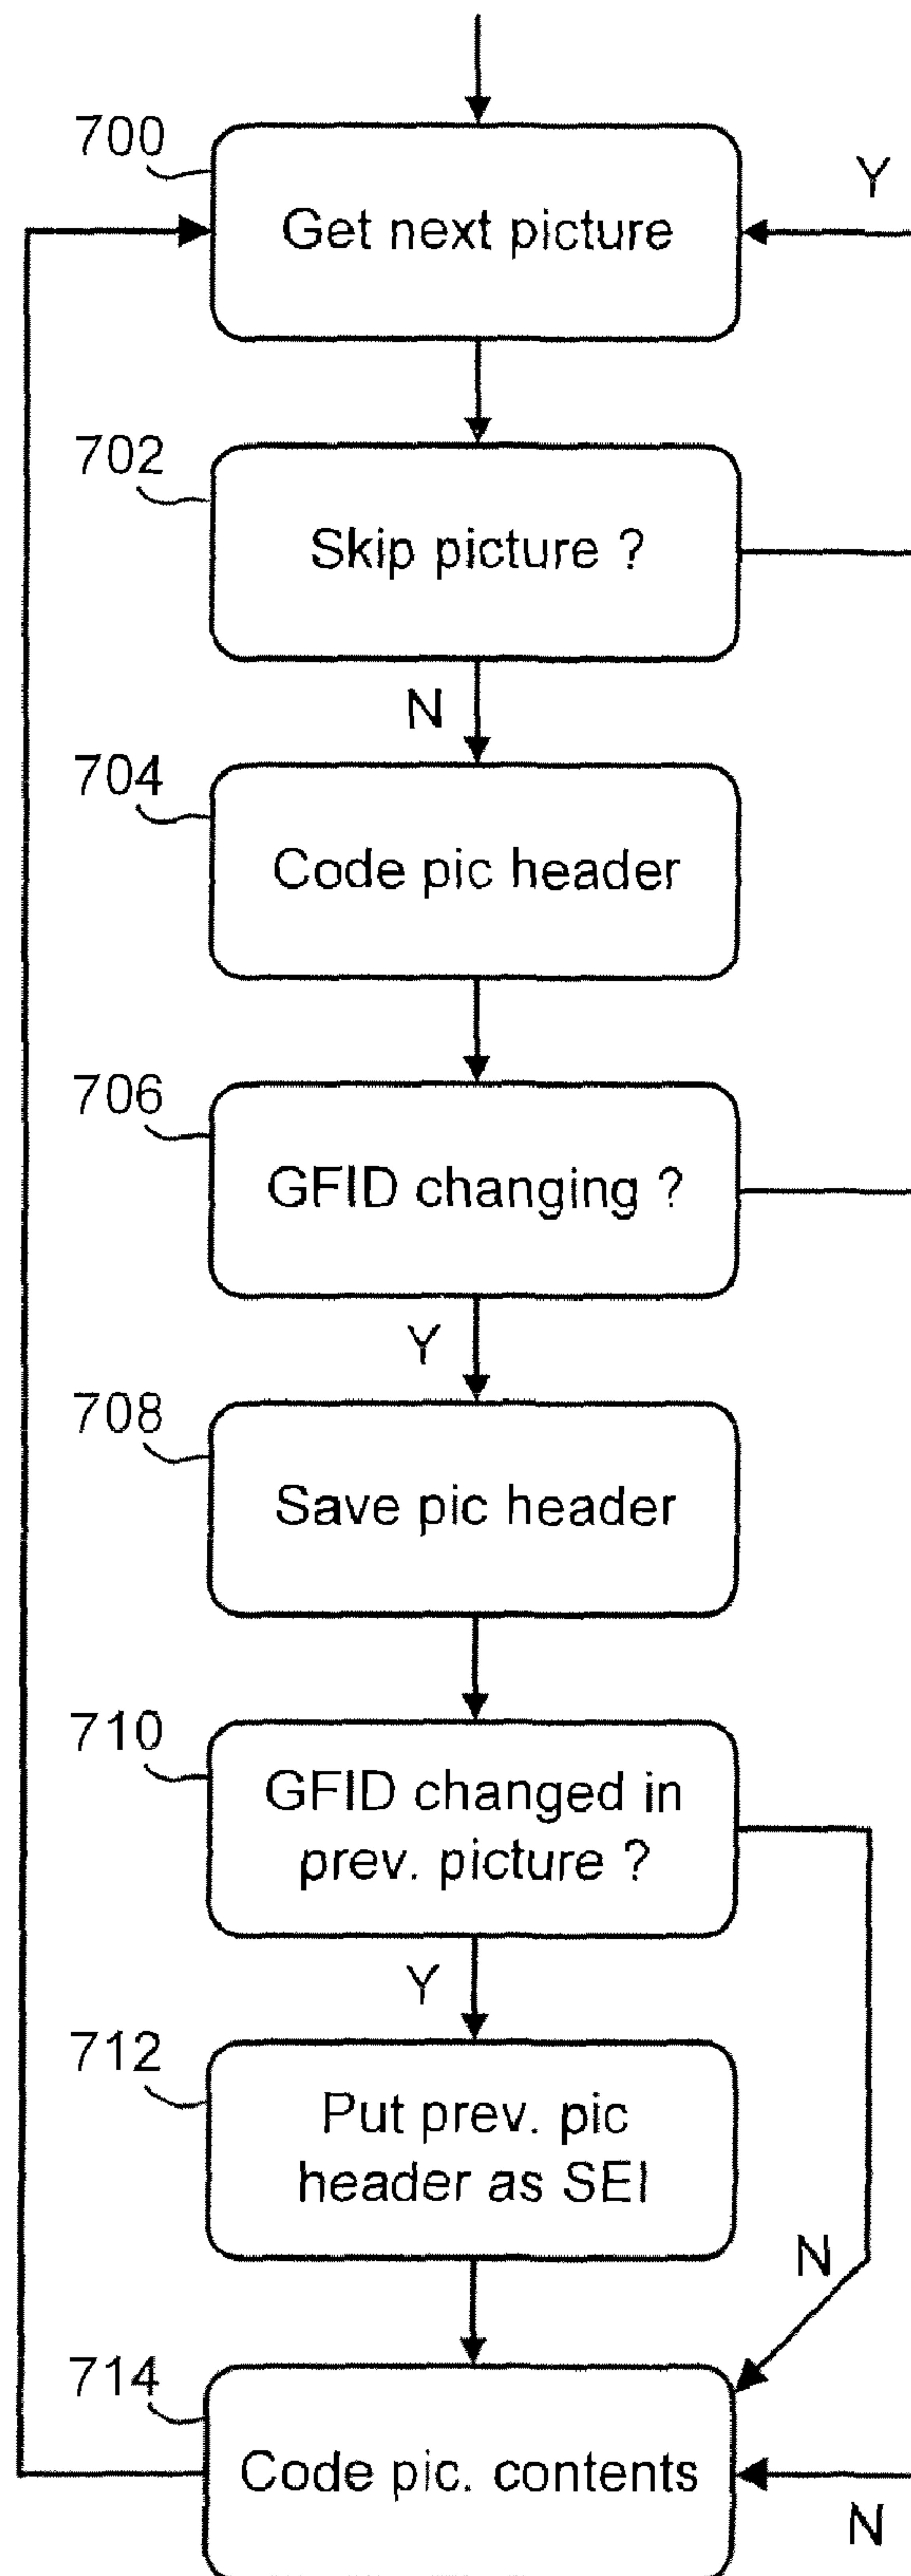 700
Get next picture
Y
702
Skip picture ?
N
704
Code pic header
706
GFID changing ?
Y
708
Save pic header
710
GFID changed in
prev. picture ?
Y
712
Put prev. pic
header as SEI
N
714
Code pic. contents
N